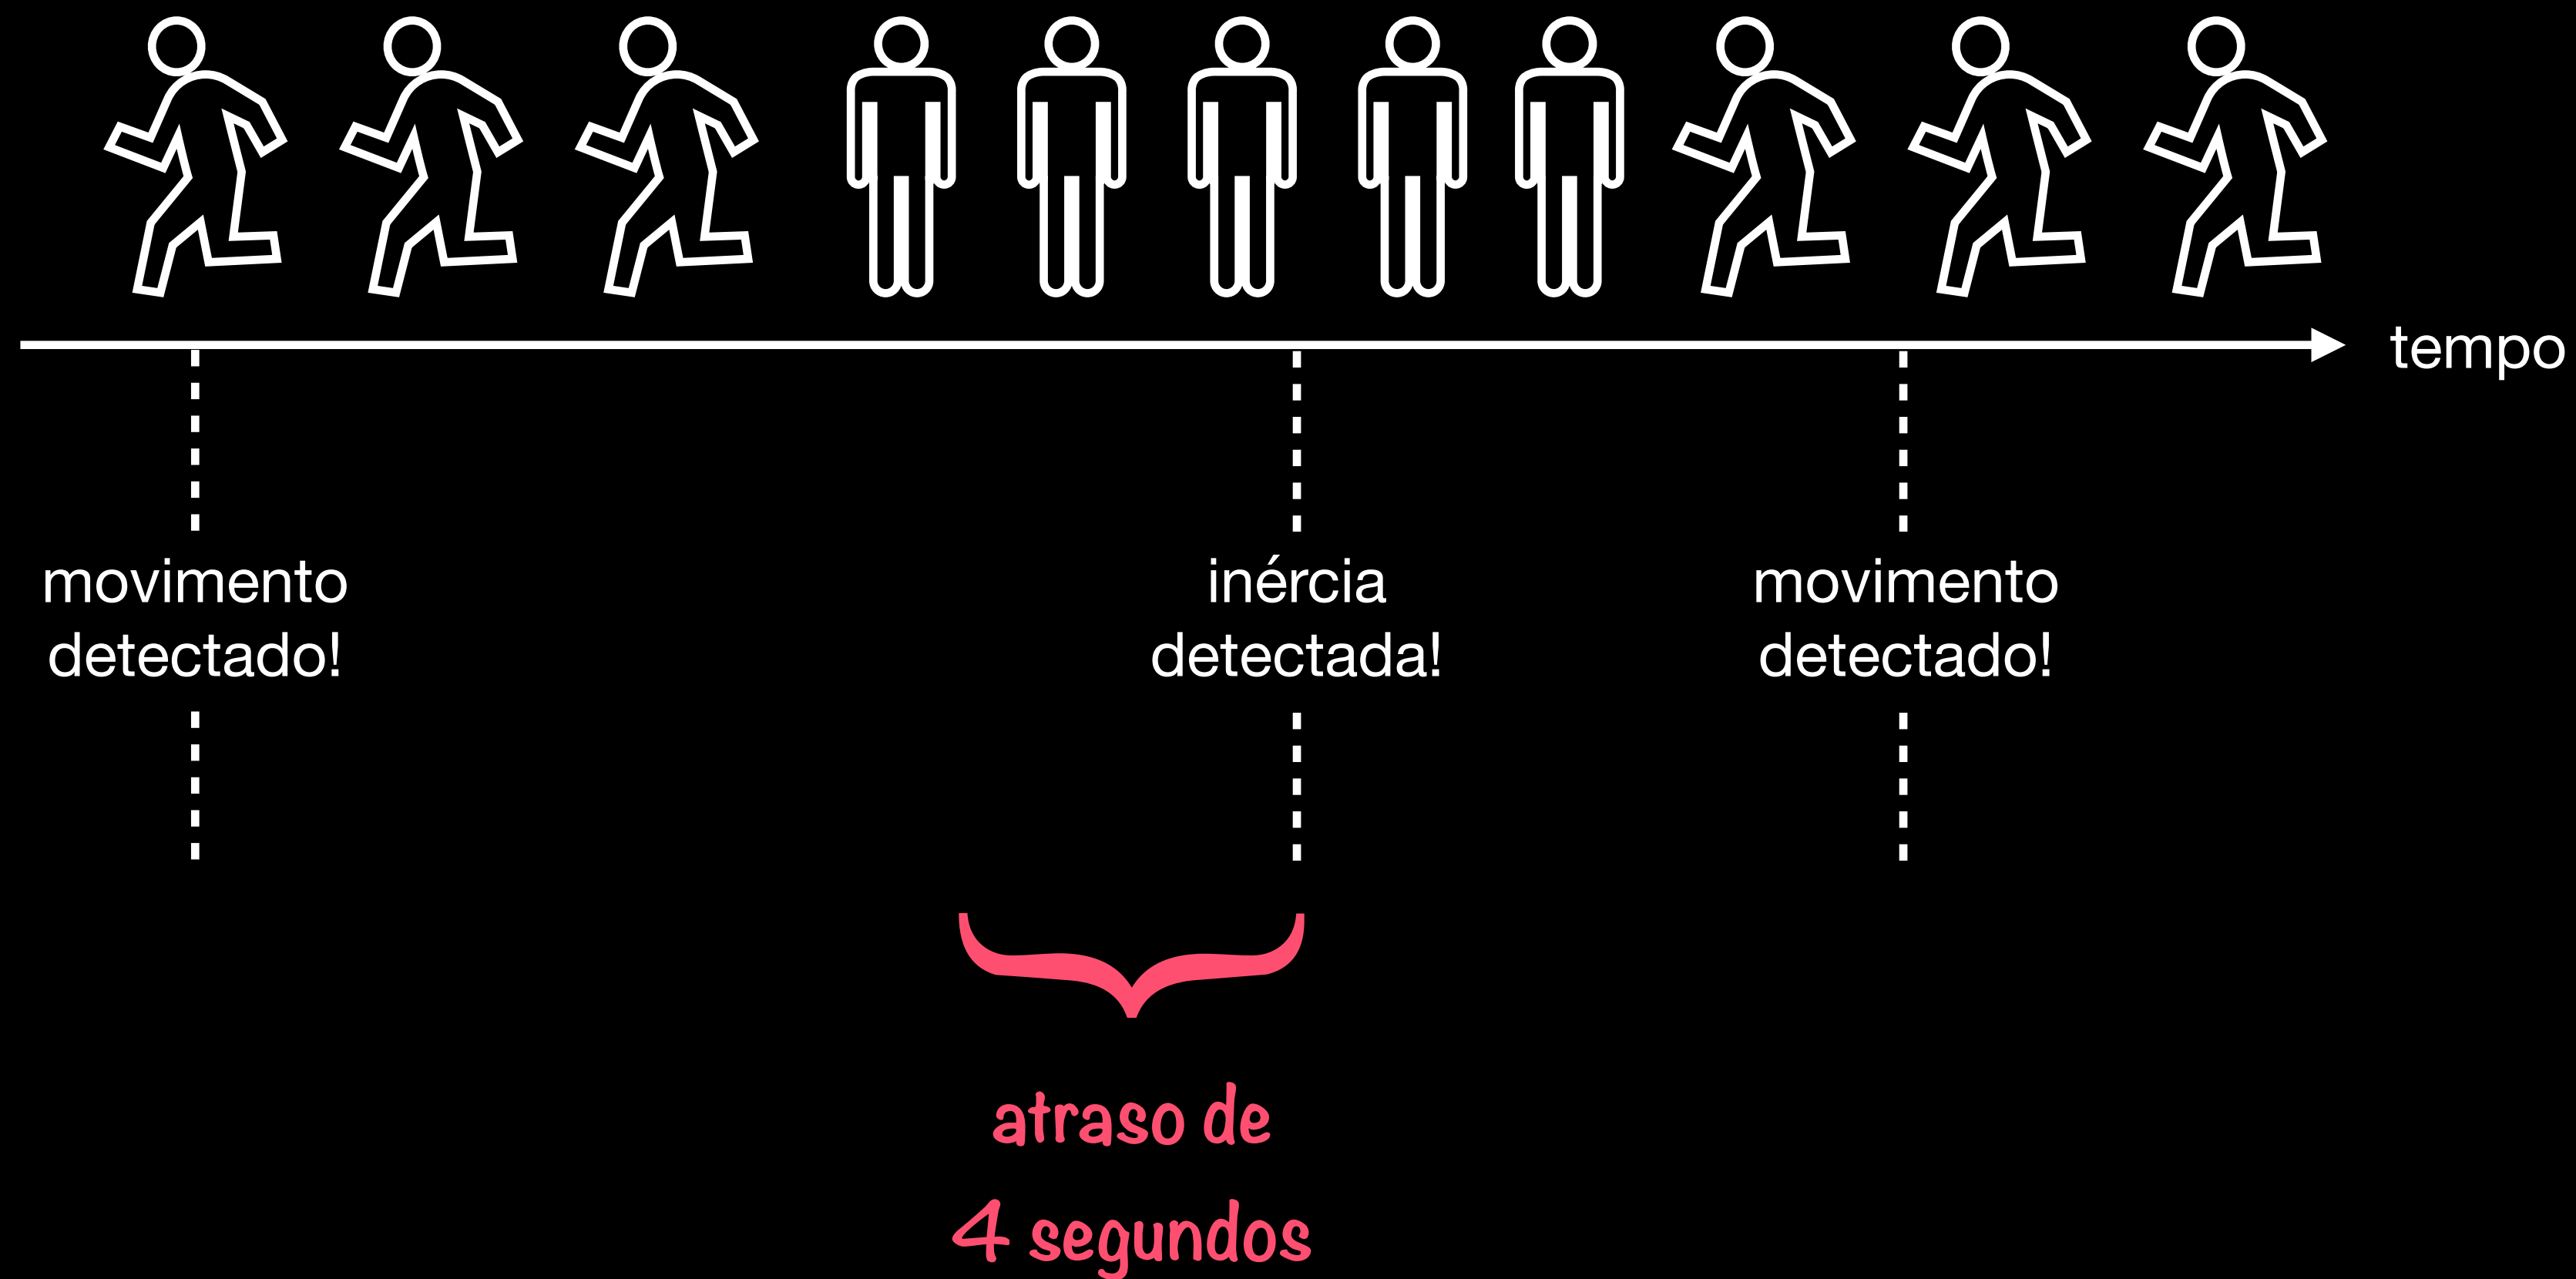 tempo
movimento
detectado!
inércia
detectada!
movimento
detectado!
atraso de
4 segundos